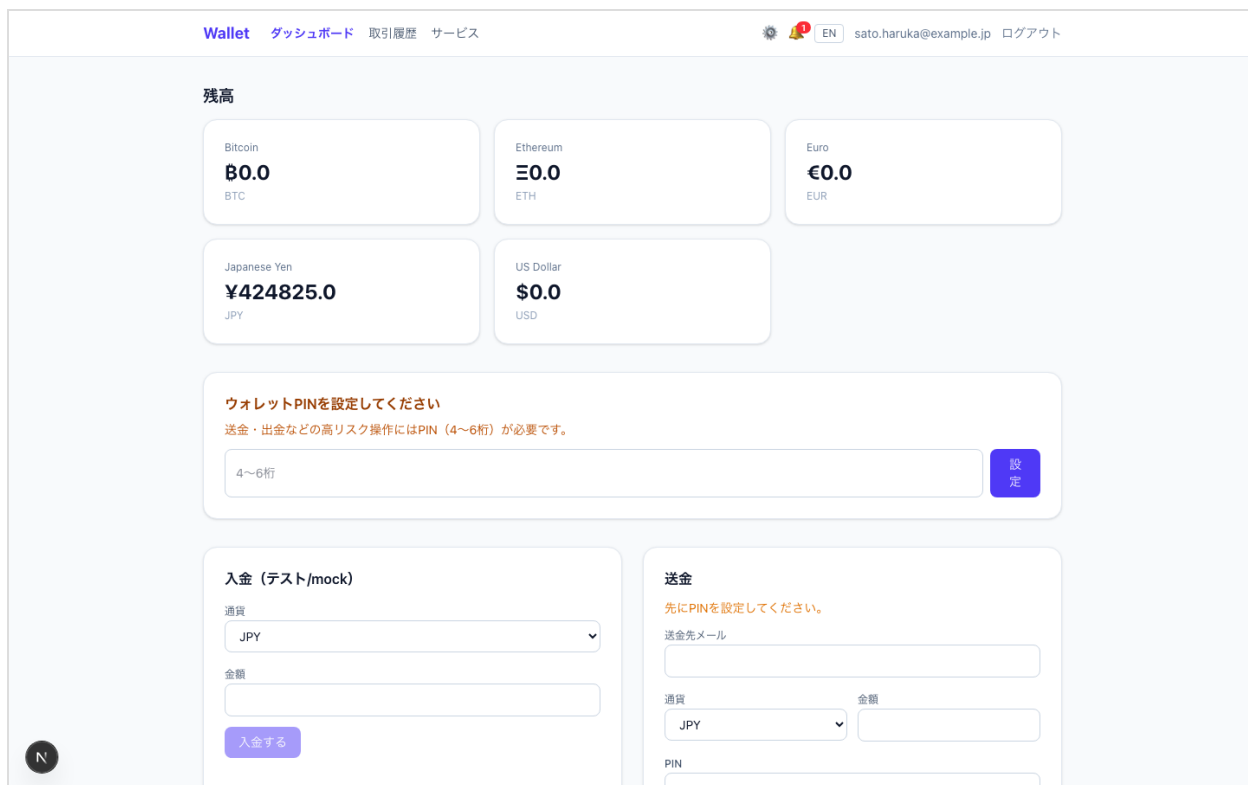 Wallet ダッシュボード 取引履歴 サービス 1 EN sato.haruka@example.jp ログアウト
残高
Bitcoin
₿0.0
BTC
Ethereum
Ξ0.0
ETH
Euro
€0.0
EUR
Japanese Yen
¥424825.0
JPY
US Dollar
$0.0
USD
ウォレットPINを設定してください
送金・出金などの高リスク操作にはPIN（4〜6桁）が必要です。
4〜6桁
設
定
入金（テスト/mock）
通貨
JPY
金額
入金する
送金
先にPINを設定してください。
送金先メール
通貨 金額
JPY
PIN
N